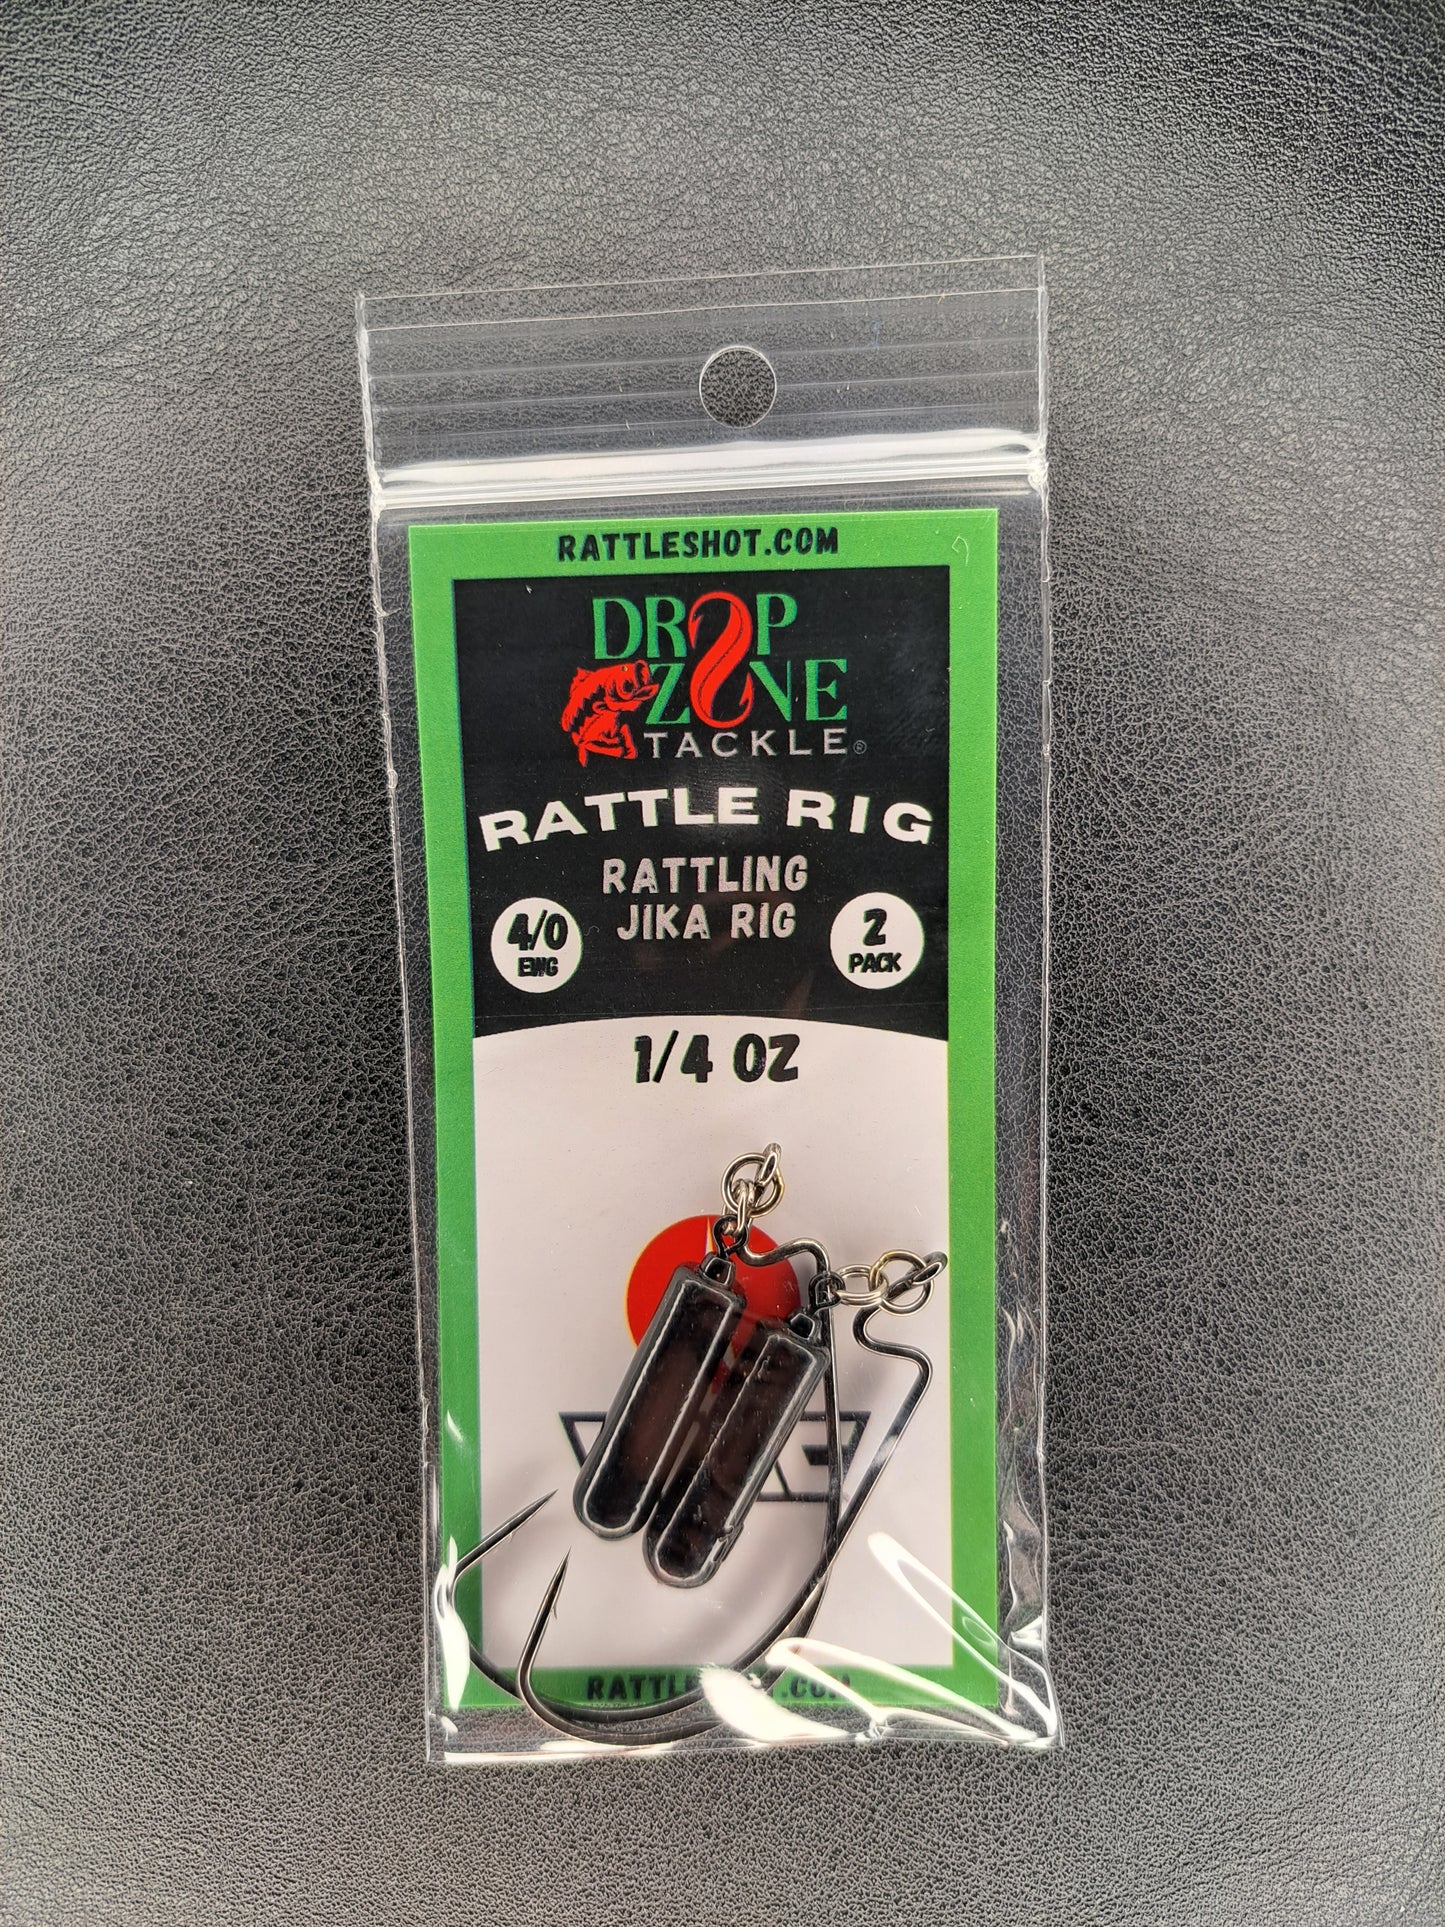 RATTLESHOT.COM
DROP
ZONE
TACKLE®
RATTLE RIG
RATTLING
JIKA RIG
4/0
EWG
2
PACK
1/4 OZ